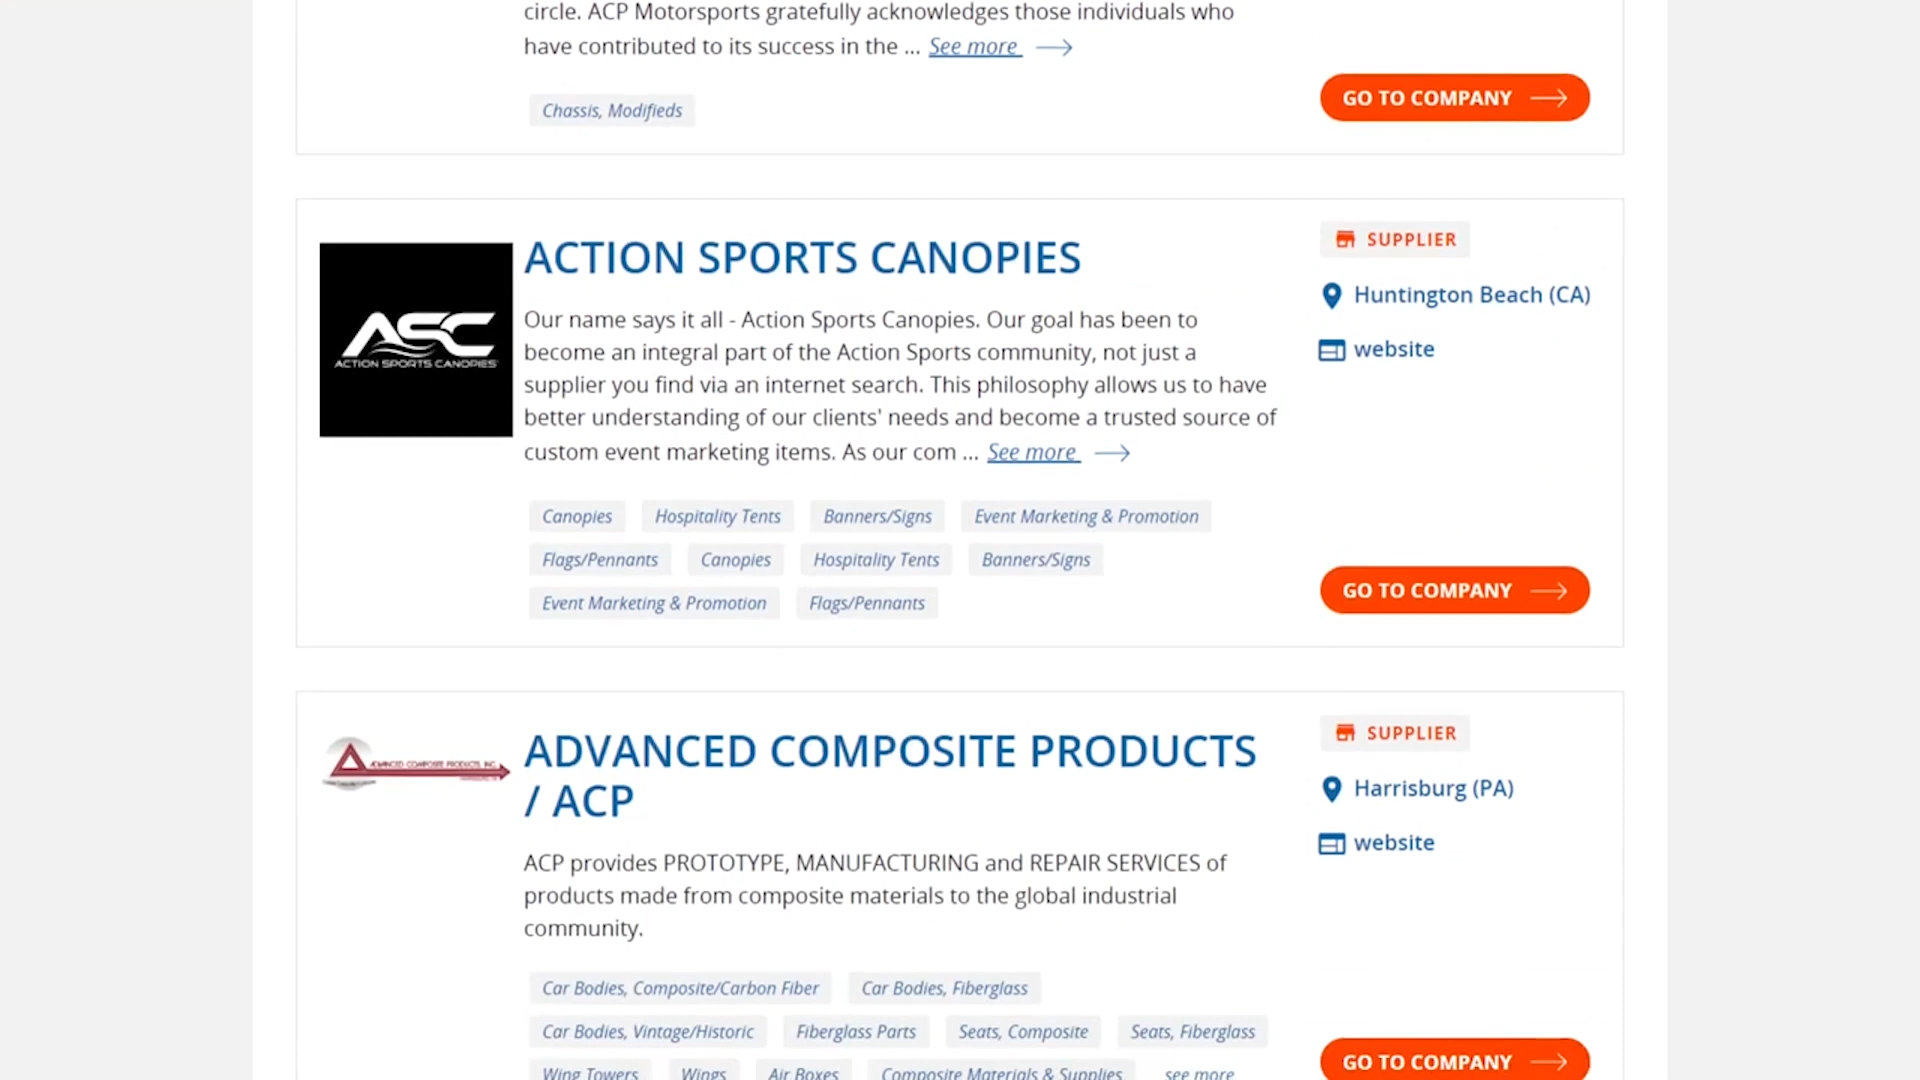 circle. ACP Motorsports gratefully acknowledges those individuals who
have contributed to its success in the ... See more
GO TO COMPANY
Chassis, Modifieds
ASC
ACTION SPORTS CANOPIES
ACTION SPORTS CANOPIES
Our name says it all - Action Sports Canopies. Our goal has been to
become an integral part of the Action Sports community, not just a
supplier you find via an internet search. This philosophy allows us to have
better understanding of our clients' needs and become a trusted source of
custom event marketing items. As our com ... See more
SUPPLIER
Huntington Beach (CA)
website
Canopies Hospitality Tents Banners/Signs Event Marketing & Promotion
Flags/Pennants Canopies Hospitality Tents Banners/Signs
Event Marketing & Promotion Flags/Pennants
GO TO COMPANY
ADVANCED COMPOSITE PRODUCTS, INC.
ADVANCED COMPOSITE PRODUCTS
/ ACP
ACP provides PROTOTYPE, MANUFACTURING and REPAIR SERVICES of
products made from composite materials to the global industrial
community.
SUPPLIER
Harrisburg (PA)
website
Car Bodies, Composite/Carbon Fiber Car Bodies, Fiberglass
Car Bodies, Vintage/Historic Fiberglass Parts Seats, Composite Seats, Fiberglass
Wing Towers Wings Air Boxes Composite Materials & Supplies see more
GO TO COMPANY